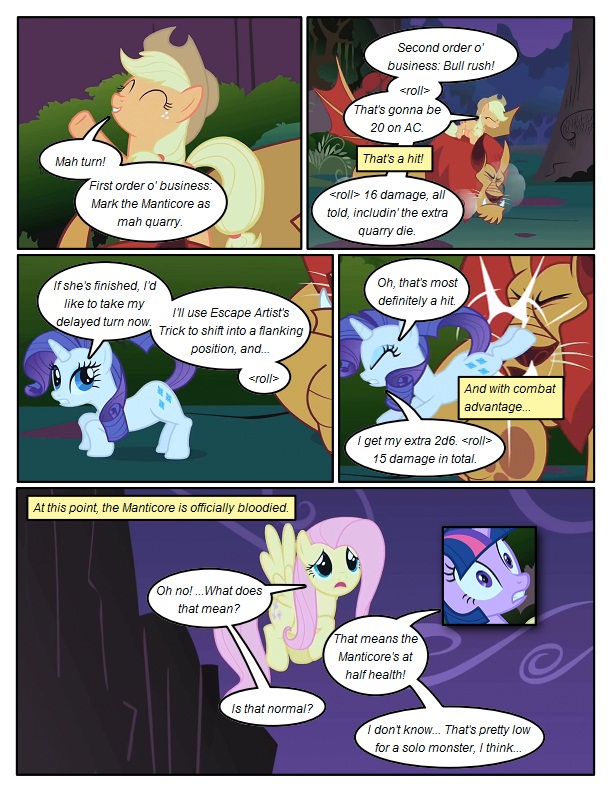 Mah turn!
First order o' business:
Mark the Manticore as
mah quarry.
Second order o'
business: Bull rush!
<roll>
That's gonna be
20 on AC.
That's a hit!
<roll> 16 damage, all
told, includin' the extra
quarry die.
If she's finished, I'd
like to take my
delayed turn now.
I'll use Escape Artist's
Trick to shift into a flanking
position, and...
<roll>
Oh, that's most
definitely a hit.
And with combat
advantage...
I get my extra 2d6. <roll>
15 damage in total.
At this point, the Manticore is officially bloodied.
Oh no! ...What does
that mean?
Is that normal?
That means the
Manticore's at
half health!
I don't know... That's pretty low
for a solo monster, I think...